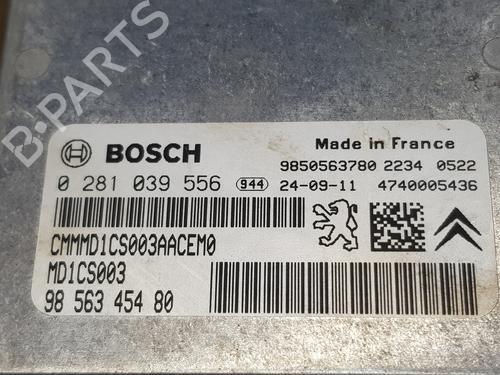 B-PARTS
BOSCH
Made in France
9850563780 2234 0522
0 281 039 556 944 24-09-11 4740005436
CMMMD1CS003AACEM0
MD1CS003
98 563 454 80